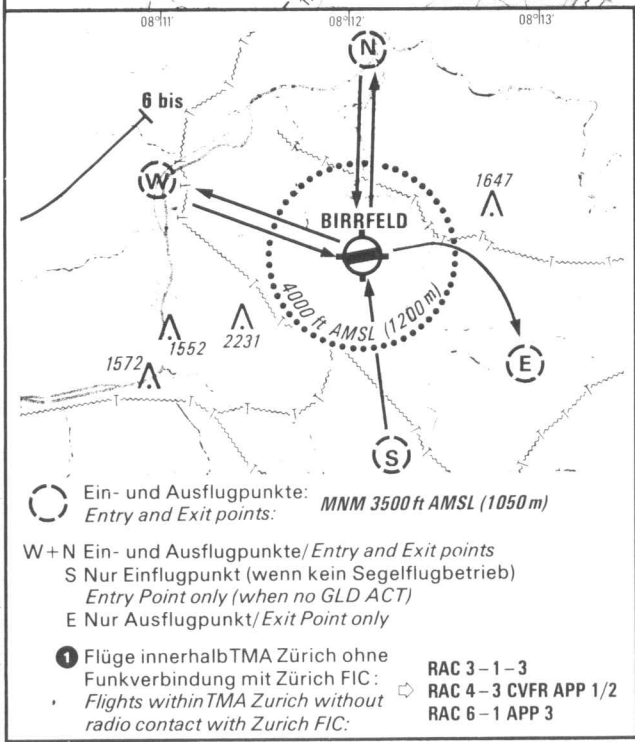 08°11' 08°12' 08°13'
N
6 bis
W
1647
BIRRFELD
4000 ft AMSL (1200 m)
1552
2231
1572
E
S
Ein- und Ausflugpunkte:
Entry and Exit points:
MNM 3500 ft AMSL (1050 m)
W+N Ein- und Ausflugpunkte/Entry and Exit points
S Nur Einflugpunkt (wenn kein Segelflugbetrieb)
Entry Point only (when no GLD ACT)
E Nur Ausflugpunkt/Exit Point only
1 Flüge innerhalb TMA Zürich ohne
Funkverbindung mit Zürich FIC:
Flights within TMA Zurich without
radio contact with Zurich FIC:
RAC 3–1–3
⇨ RAC 4–3 CVFR APP 1/2
RAC 6–1 APP 3